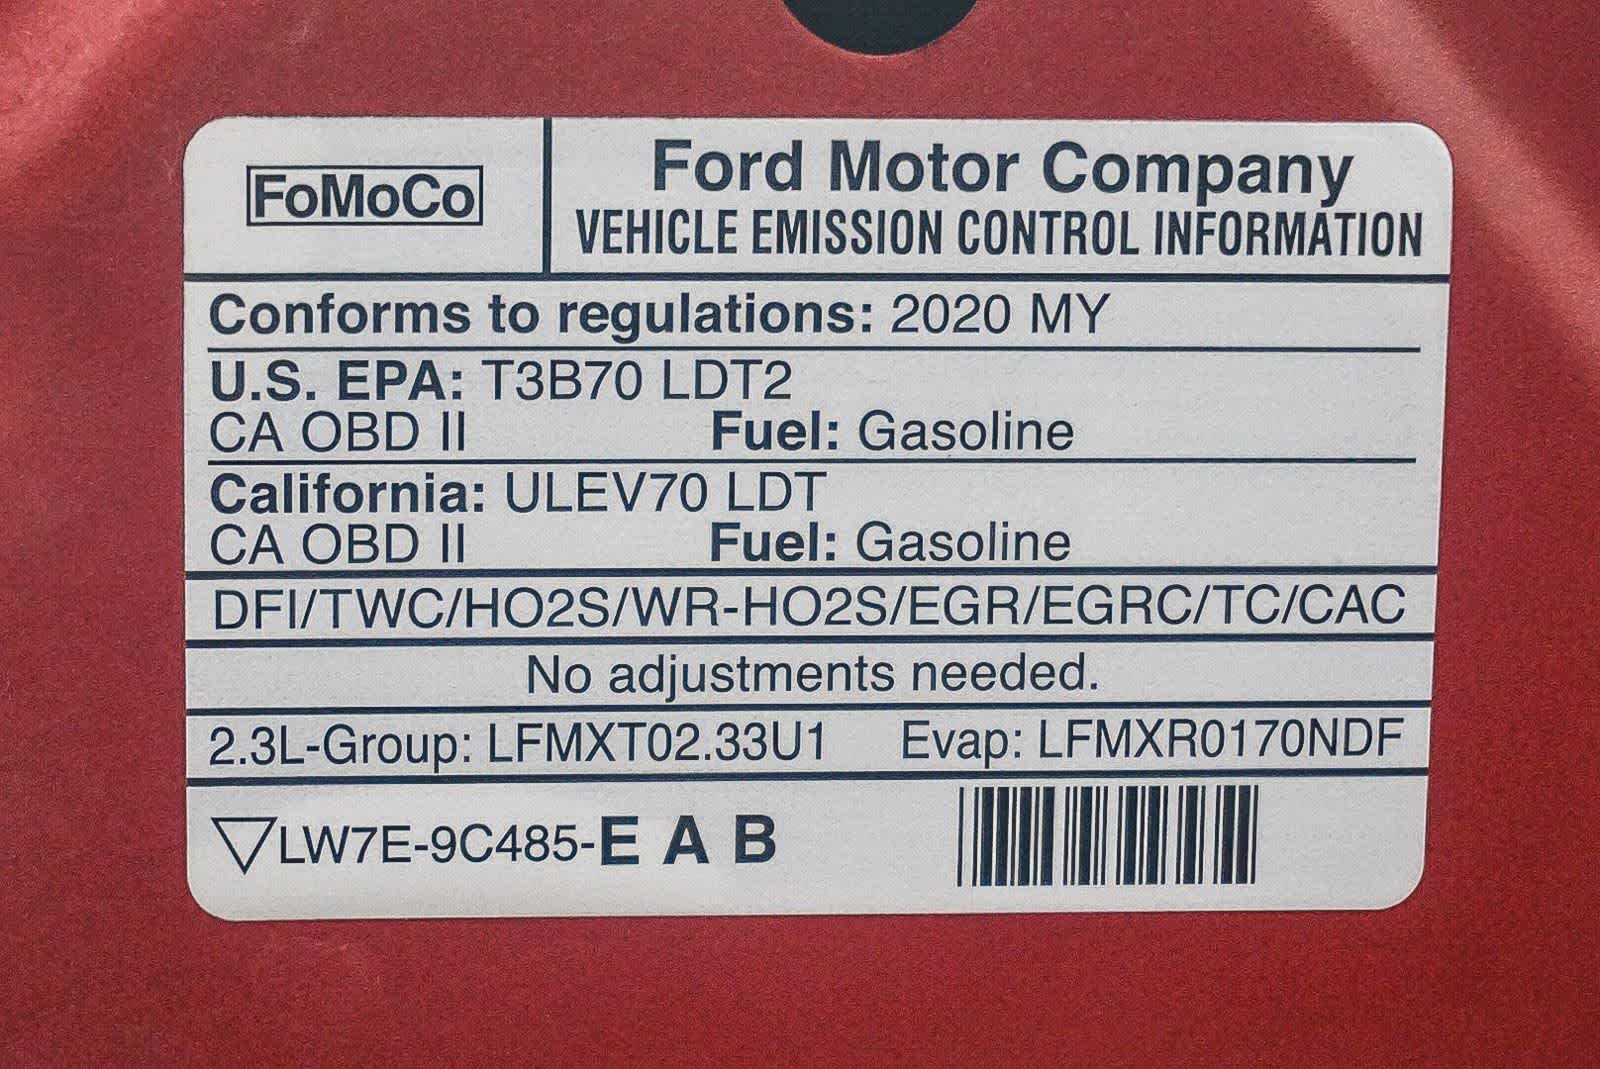 FoMoCo
Ford Motor Company
VEHICLE EMISSION CONTROL INFORMATION
Conforms to regulations: 2020 MY
U.S. EPA: T3B70 LDT2
CA OBD II Fuel: Gasoline
California: ULEV70 LDT
CA OBD II Fuel: Gasoline
DFI/TWC/HO2S/WR-HO2S/EGR/EGRC/TC/CAC
No adjustments needed.
2.3L-Group: LFMXT02.33U1 Evap: LFMXR0170NDF
LW7E-9C485-E A B